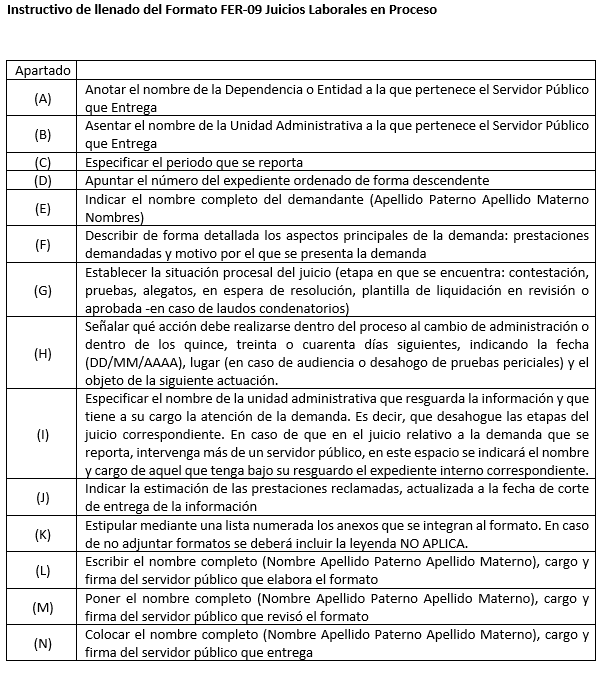 Instructivo de llenado del Formato FER-09 Juicios Laborales en Proceso
Apartado
(A)
Anotar el nombre de la Dependencia o Entidad a la que pertenece el Servidor Público
que Entrega
(B)
Asentar el nombre de la Unidad Administrativa a la que pertenece el Servidor Público
que Entrega
(C)
Especificar el periodo que se reporta
(D)
Apuntar el número del expediente ordenado de forma descendente
(E)
Indicar el nombre completo del demandante (Apellido Paterno Apellido Materno
Nombres)
(F)
Describir de forma detallada los aspectos principales de la demanda: prestaciones
demandadas y motivo por el que se presenta la demanda
(G)
Establecer la situación procesal del juicio (etapa en que se encuentra: contestación,
pruebas, alegatos, en espera de resolución, plantilla de liquidación en revisión o
aprobada -en caso de laudos condenatorios)
(H)
Señalar qué acción debe realizarse dentro del proceso al cambio de administración o
dentro de los quince, treinta o cuarenta días siguientes, indicando la fecha
(DD/MM/AAAA), lugar (en caso de audiencia o desahogo de pruebas periciales) y el
objeto de la siguiente actuación.
(I)
Especificar el nombre de la unidad administrativa que resguarda la información y que
tiene a su cargo la atención de la demanda. Es decir, que desahogue las etapas del
juicio correspondiente. En caso de que en el juicio relativo a la demanda que se
reporta, intervenga más de un servidor público, en este espacio se indicará el nombre
y cargo de aquel que tenga bajo su resguardo el expediente interno correspondiente.
(J)
Indicar la estimación de las prestaciones reclamadas, actualizada a la fecha de corte
de entrega de la información
(K)
Estipular mediante una lista numerada los anexos que se integran al formato. En caso
de no adjuntar formatos se deberá incluir la leyenda NO APLICA.
(L)
Escribir el nombre completo (Nombre Apellido Paterno Apellido Materno), cargo y
firma del servidor público que elabora el formato
(M)
Poner el nombre completo (Nombre Apellido Paterno Apellido Materno), cargo y
firma del servidor público que revisó el formato
(N)
Colocar el nombre completo (Nombre Apellido Paterno Apellido Materno), cargo y
firma del servidor público que entrega